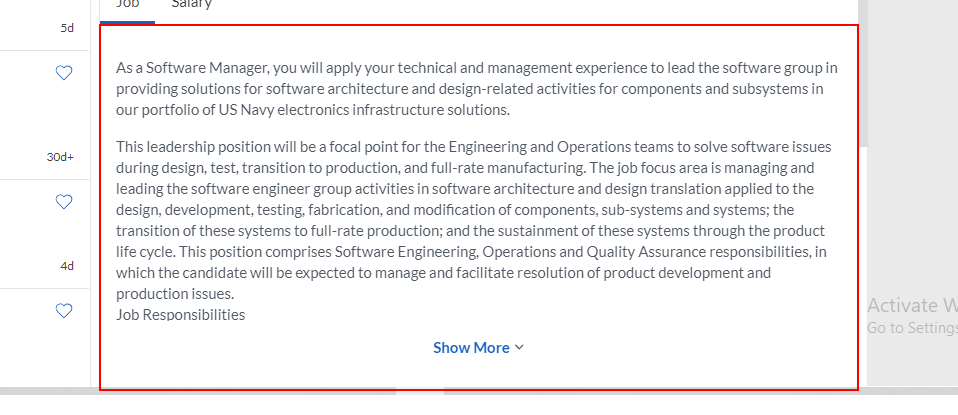 Job Salary
5d
As a Software Manager, you will apply your technical and management experience to lead the software group in
providing solutions for software architecture and design-related activities for components and subsystems in
our portfolio of US Navy electronics infrastructure solutions.
This leadership position will be a focal point for the Engineering and Operations teams to solve software issues
during design, test, transition to production, and full-rate manufacturing. The job focus area is managing and
leading the software engineer group activities in software architecture and design translation applied to the
design, development, testing, fabrication, and modification of components, sub-systems and systems; the
transition of these systems to full-rate production; and the sustainment of these systems through the product
life cycle. This position comprises Software Engineering, Operations and Quality Assurance responsibilities, in
which the candidate will be expected to manage and facilitate resolution of product development and
production issues.
Job Responsibilities
Show More
30d+
4d
Activate W
Go to Settings